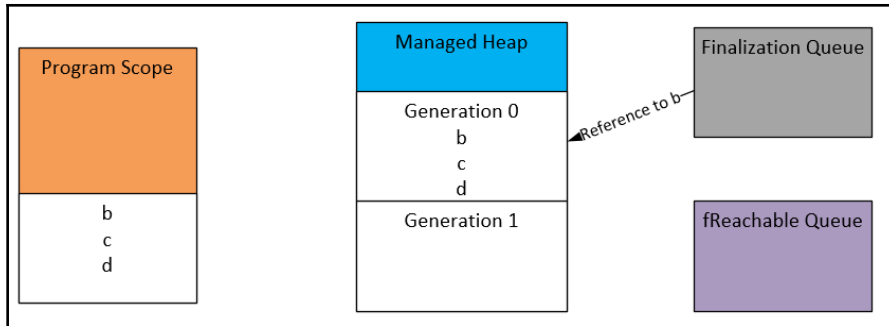 Program Scope
b
c
d
Managed Heap
Generation 0
b
c
d
Generation 1
Reference to b
Finalization Queue
fReachable Queue